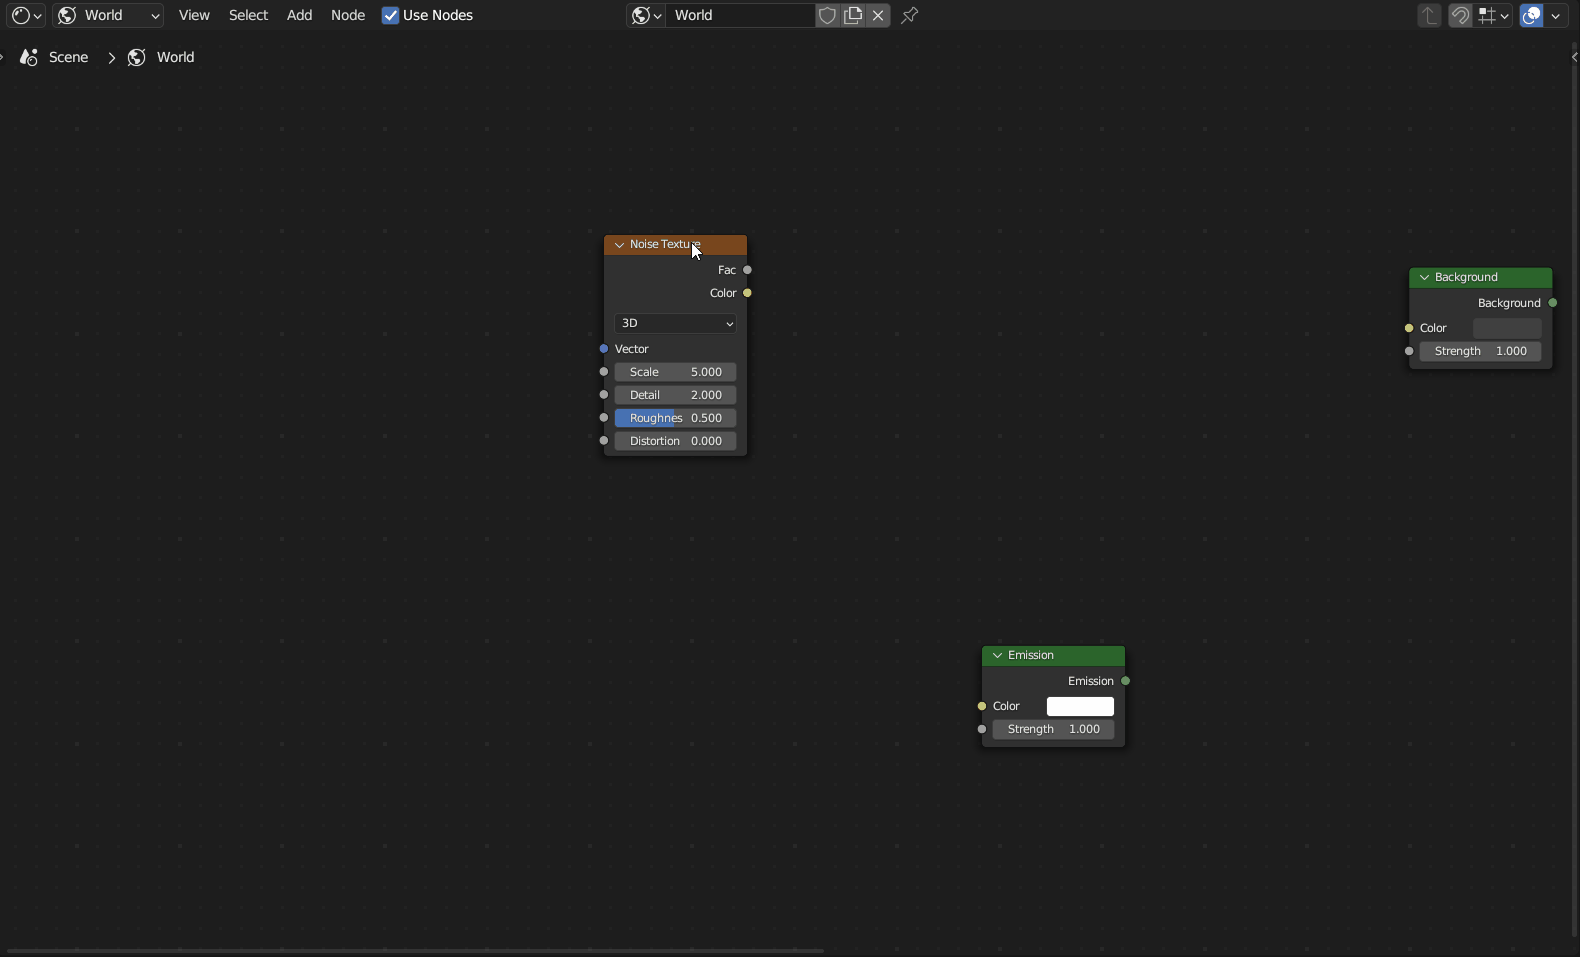 World View Select Add Node Use Nodes World
Scene World
Noise Texture
Fac
Color
3D
Vector
Scale 5.000
Detail 2.000
Roughnes 0.500
Distortion 0.000
Background
Background
Color
Strength 1.000
Emission
Emission
Color
Strength 1.000